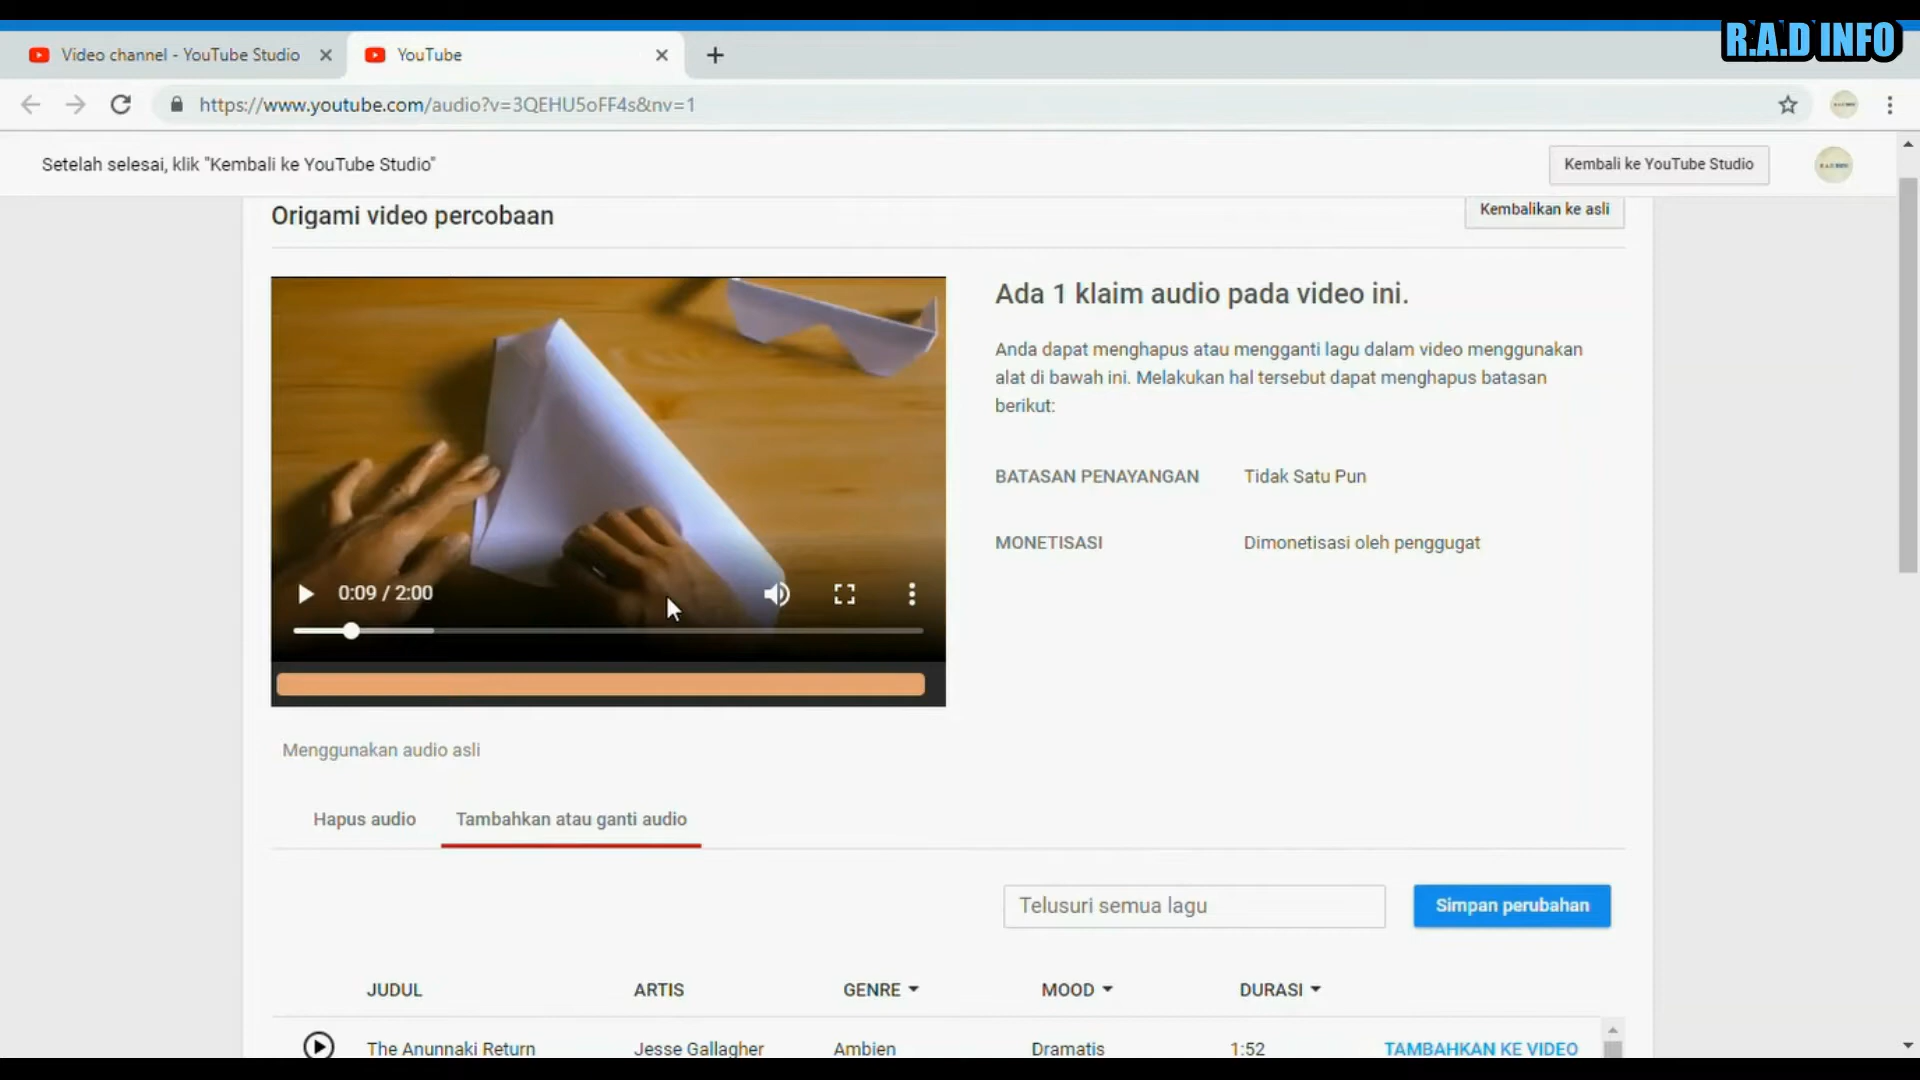 R.A.D INFO
Video channel - YouTube Studio
YouTube
https://www.youtube.com/audio?v=3QEHU5oFF4s&nv=1
Setelah selesai, klik "Kembali ke YouTube Studio"
Kembali ke YouTube Studio
Origami video percobaan
Kembalikan ke asli
Ada 1 klaim audio pada video ini.
Anda dapat menghapus atau mengganti lagu dalam video menggunakan
alat di bawah ini. Melakukan hal tersebut dapat menghapus batasan
berikut:
BATASAN PENAYANGAN Tidak Satu Pun
MONETISASI Dimonetisasi oleh penggugat
0:09 / 2:00
Menggunakan audio asli
Hapus audio Tambahkan atau ganti audio
Telusuri semua lagu
Simpan perubahan
JUDUL ARTIS GENRE MOOD DURASI
The Anunnaki Return Jesse Gallagher Ambien Dramatis 1:52 TAMBAHKAN KE VIDEO